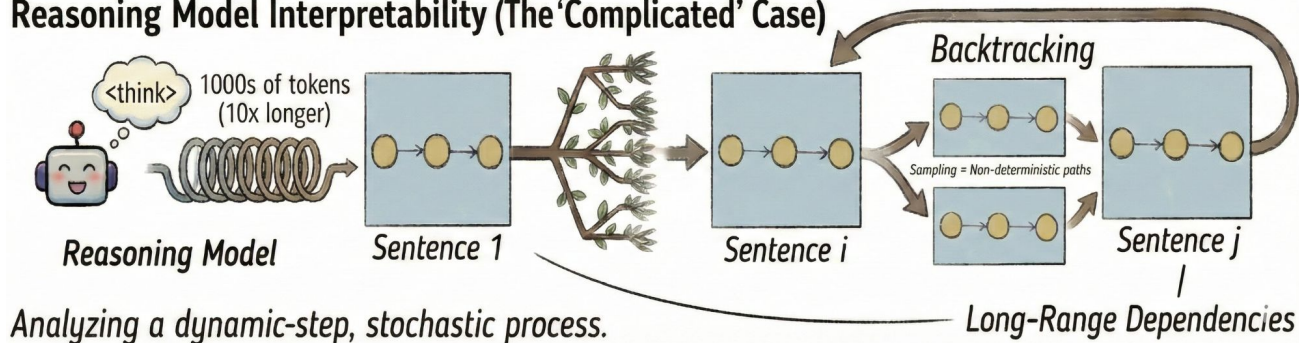 Reasoning Model Interpretability (The 'Complicated' Case)
<think>
1000s of tokens
(10x longer)
Backtracking
Sampling = Non-deterministic paths
Reasoning Model
Sentence 1
Sentence i
Sentence j
Analyzing a dynamic-step, stochastic process.
Long-Range Dependencies